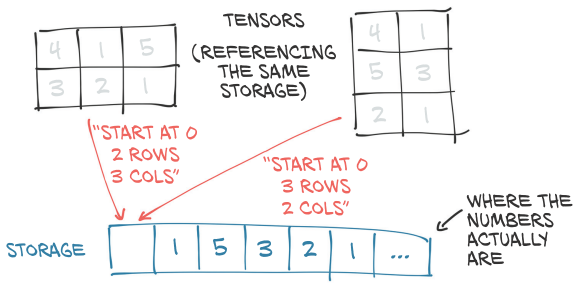 TENSORS
(REFERENCING
THE SAME
STORAGE)
4 1 5
3 2 1
4 1
5 3
2 1
"START AT 0
2 ROWS
3 COLS"
"START AT 0
3 ROWS
2 COLS"
WHERE THE
NUMBERS
ACTUALLY
ARE
STORAGE
1 5 3 2 1 ...